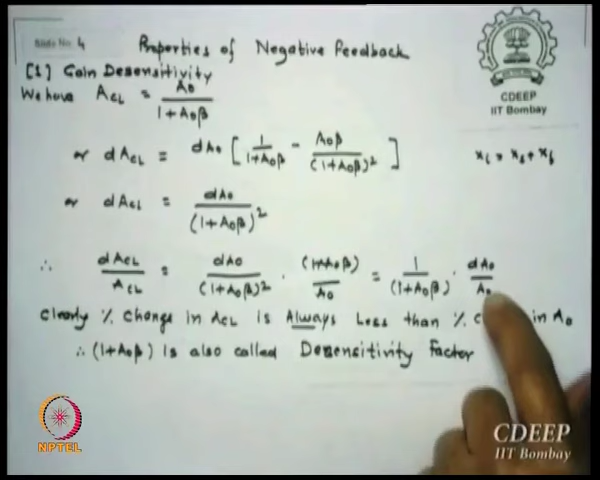 Slide No. 4
Properties of Negative Feedback
[1] Gain Desensitivity
We have ACL = A0 / 1+A0β
or dACL = dA0 [ 1/1+A0β - A0β/(1+A0β)² ]
xi = xs + xf
or dACL = dA0 / (1+A0β)²
∴ dACL/ACL = dA0/(1+A0β)² · (1+A0β)/A0 = 1/(1+A0β) · dA0/A0
Clearly % change in ACL is Always Less than % in A0
∴ (1+A0β) is also called Desensitivity Factor
CDEEP
IIT Bombay
NPTEL
CDEEP
IIT Bombay